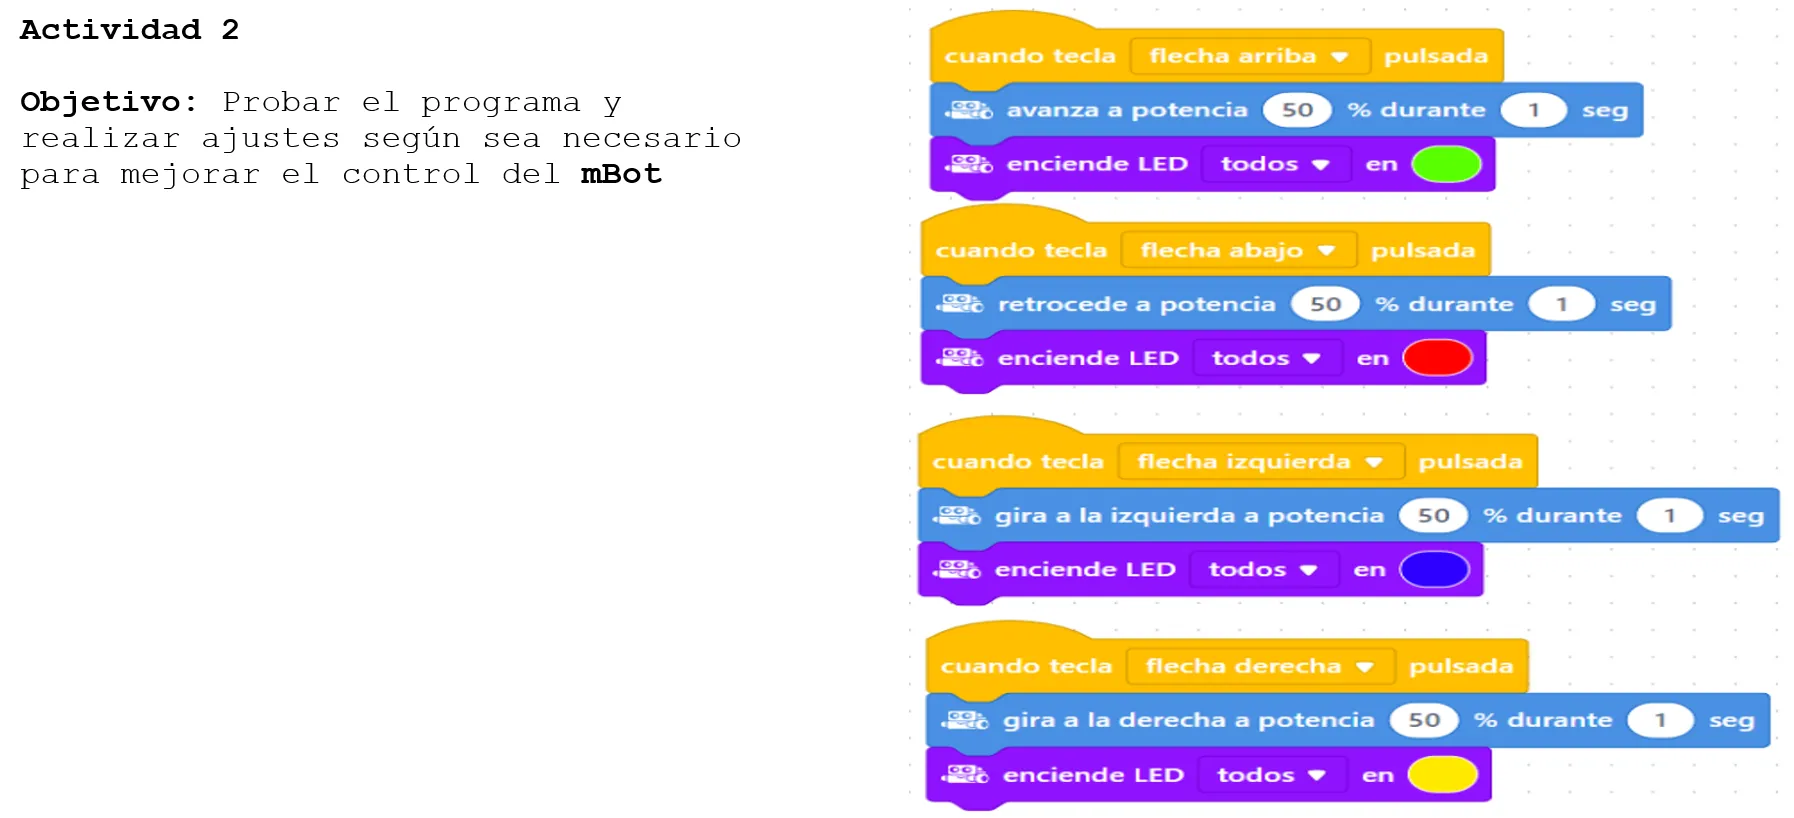 Actividad 2
Objetivo: Probar el programa y
realizar ajustes según sea necesario
para mejorar el control del mBot
cuando tecla flecha arriba pulsada
avanza a potencia 50 % durante 1 seg
enciende LED todos en
cuando tecla flecha abajo pulsada
retrocede a potencia 50 % durante 1 seg
enciende LED todos en
cuando tecla flecha izquierda pulsada
gira a la izquierda a potencia 50 % durante 1 seg
enciende LED todos en
cuando tecla flecha derecha pulsada
gira a la derecha a potencia 50 % durante 1 seg
enciende LED todos en